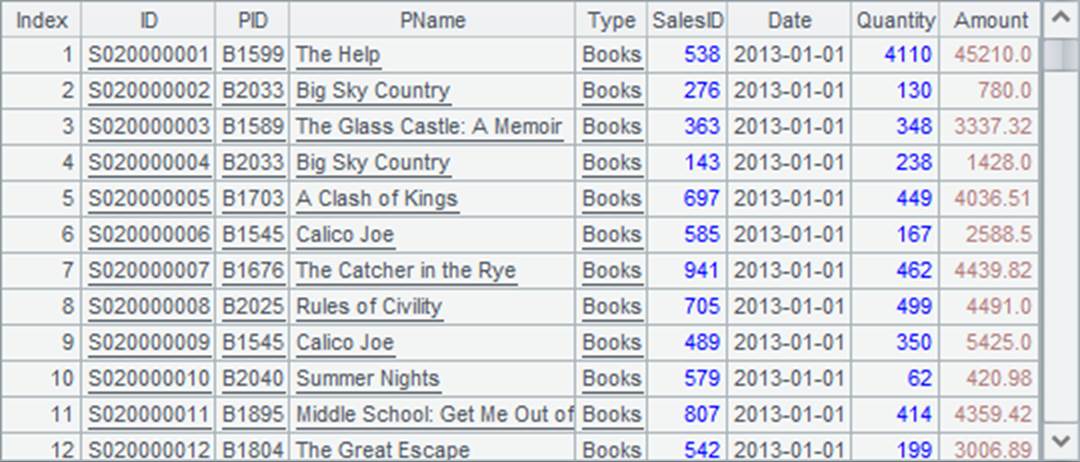 Index ID PID PName Type SalesID Date Quantity Amount
1 S020000001 B1599 The Help Books 538 2013-01-01 4110 45210.0
2 S020000002 B2033 Big Sky Country Books 276 2013-01-01 130 780.0
3 S020000003 B1589 The Glass Castle: A Memoir Books 363 2013-01-01 348 3337.32
4 S020000004 B2033 Big Sky Country Books 143 2013-01-01 238 1428.0
5 S020000005 B1703 A Clash of Kings Books 697 2013-01-01 449 4036.51
6 S020000006 B1545 Calico Joe Books 585 2013-01-01 167 2588.5
7 S020000007 B1676 The Catcher in the Rye Books 941 2013-01-01 462 4439.82
8 S020000008 B2025 Rules of Civility Books 705 2013-01-01 499 4491.0
9 S020000009 B1545 Calico Joe Books 489 2013-01-01 350 5425.0
10 S020000010 B2040 Summer Nights Books 579 2013-01-01 62 420.98
11 S020000011 B1895 Middle School: Get Me Out of Books 807 2013-01-01 414 4359.42
12 S020000012 B1804 The Great Escape Books 542 2013-01-01 199 3006.89